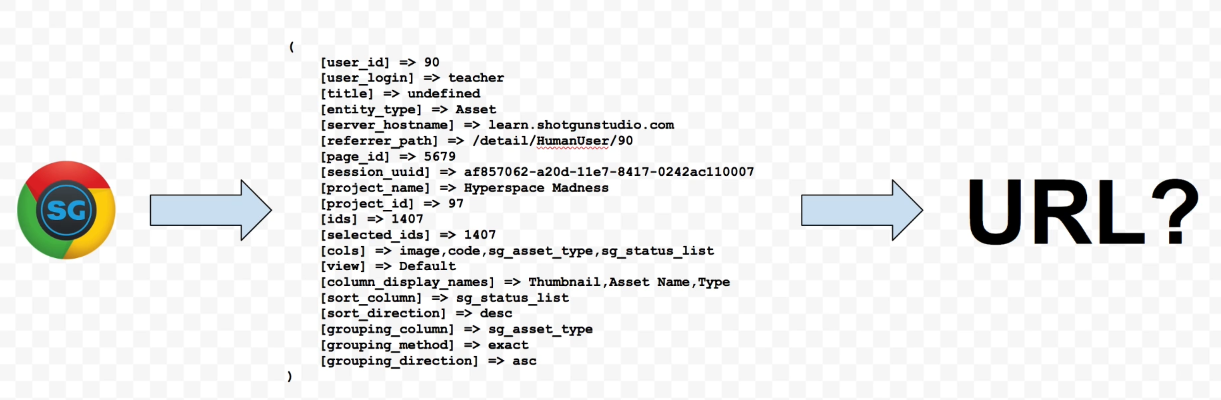 SG
(
[user_id] => 90
[user_login] => teacher
[title] => undefined
[entity_type] => Asset
[server_hostname] => learn.shotgunstudio.com
[referrer_path] => /detail/HumanUser/90
[page_id] => 5679
[session_uuid] => af857062-a20d-11e7-8417-0242ac110007
[project_name] => Hyperspace Madness
[project_id] => 97
[ids] => 1407
[selected_ids] => 1407
[cols] => image,code,sg_asset_type,sg_status_list
[view] => Default
[column_display_names] => Thumbnail,Asset Name,Type
[sort_column] => sg_status_list
[sort_direction] => desc
[grouping_column] => sg_asset_type
[grouping_method] => exact
[grouping_direction] => asc
)
URL?